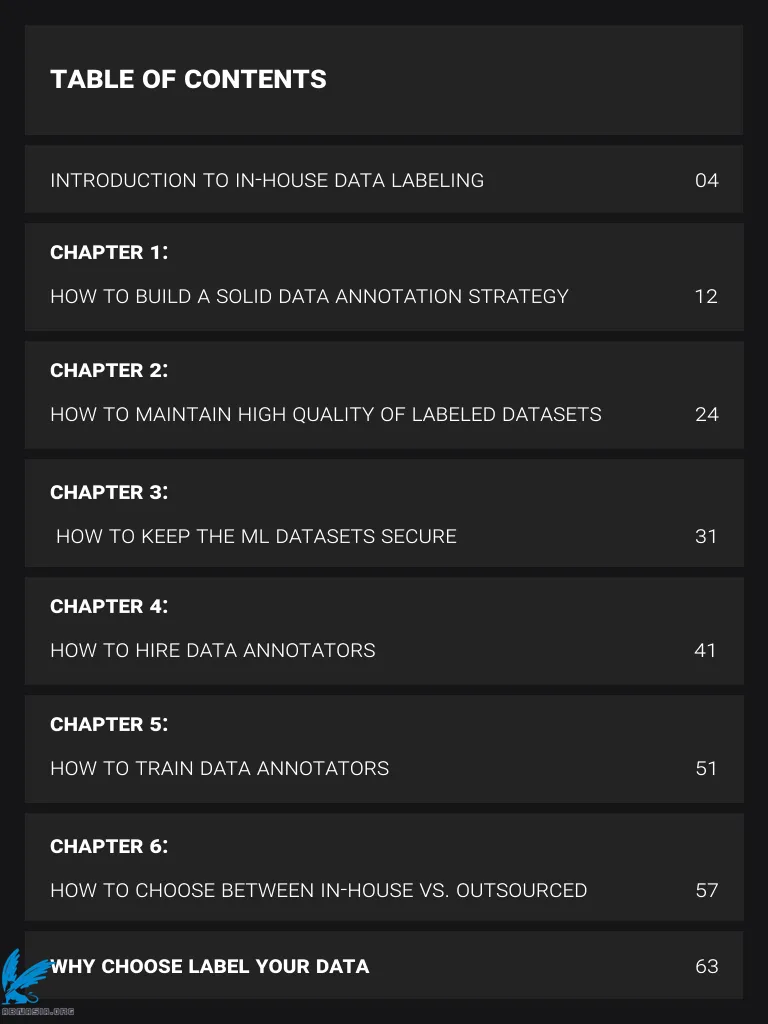 TABLE OF CONTENTS
INTRODUCTION TO IN-HOUSE DATA LABELING 04
CHAPTER 1:
HOW TO BUILD A SOLID DATA ANNOTATION STRATEGY 12
CHAPTER 2:
HOW TO MAINTAIN HIGH QUALITY OF LABELED DATASETS 24
CHAPTER 3:
HOW TO KEEP THE ML DATASETS SECURE 31
CHAPTER 4:
HOW TO HIRE DATA ANNOTATORS 41
CHAPTER 5:
HOW TO TRAIN DATA ANNOTATORS 51
CHAPTER 6:
HOW TO CHOOSE BETWEEN IN-HOUSE VS. OUTSOURCED 57
WHY CHOOSE LABEL YOUR DATA 63